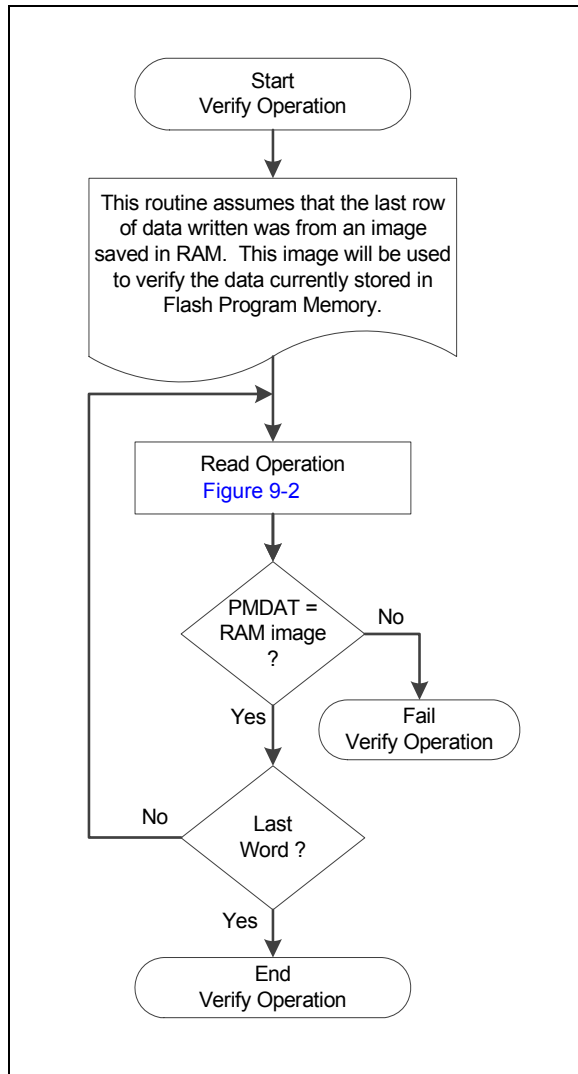 Start
Verify Operation
This routine assumes that the last row
of data written was from an image
saved in RAM. This image will be used
to verify the data currently stored in
Flash Program Memory.
Read Operation
Figure 9-2
PMDAT =
RAM image
?
No
Yes
Fail
Verify Operation
No
Last
Word ?
Yes
End
Verify Operation